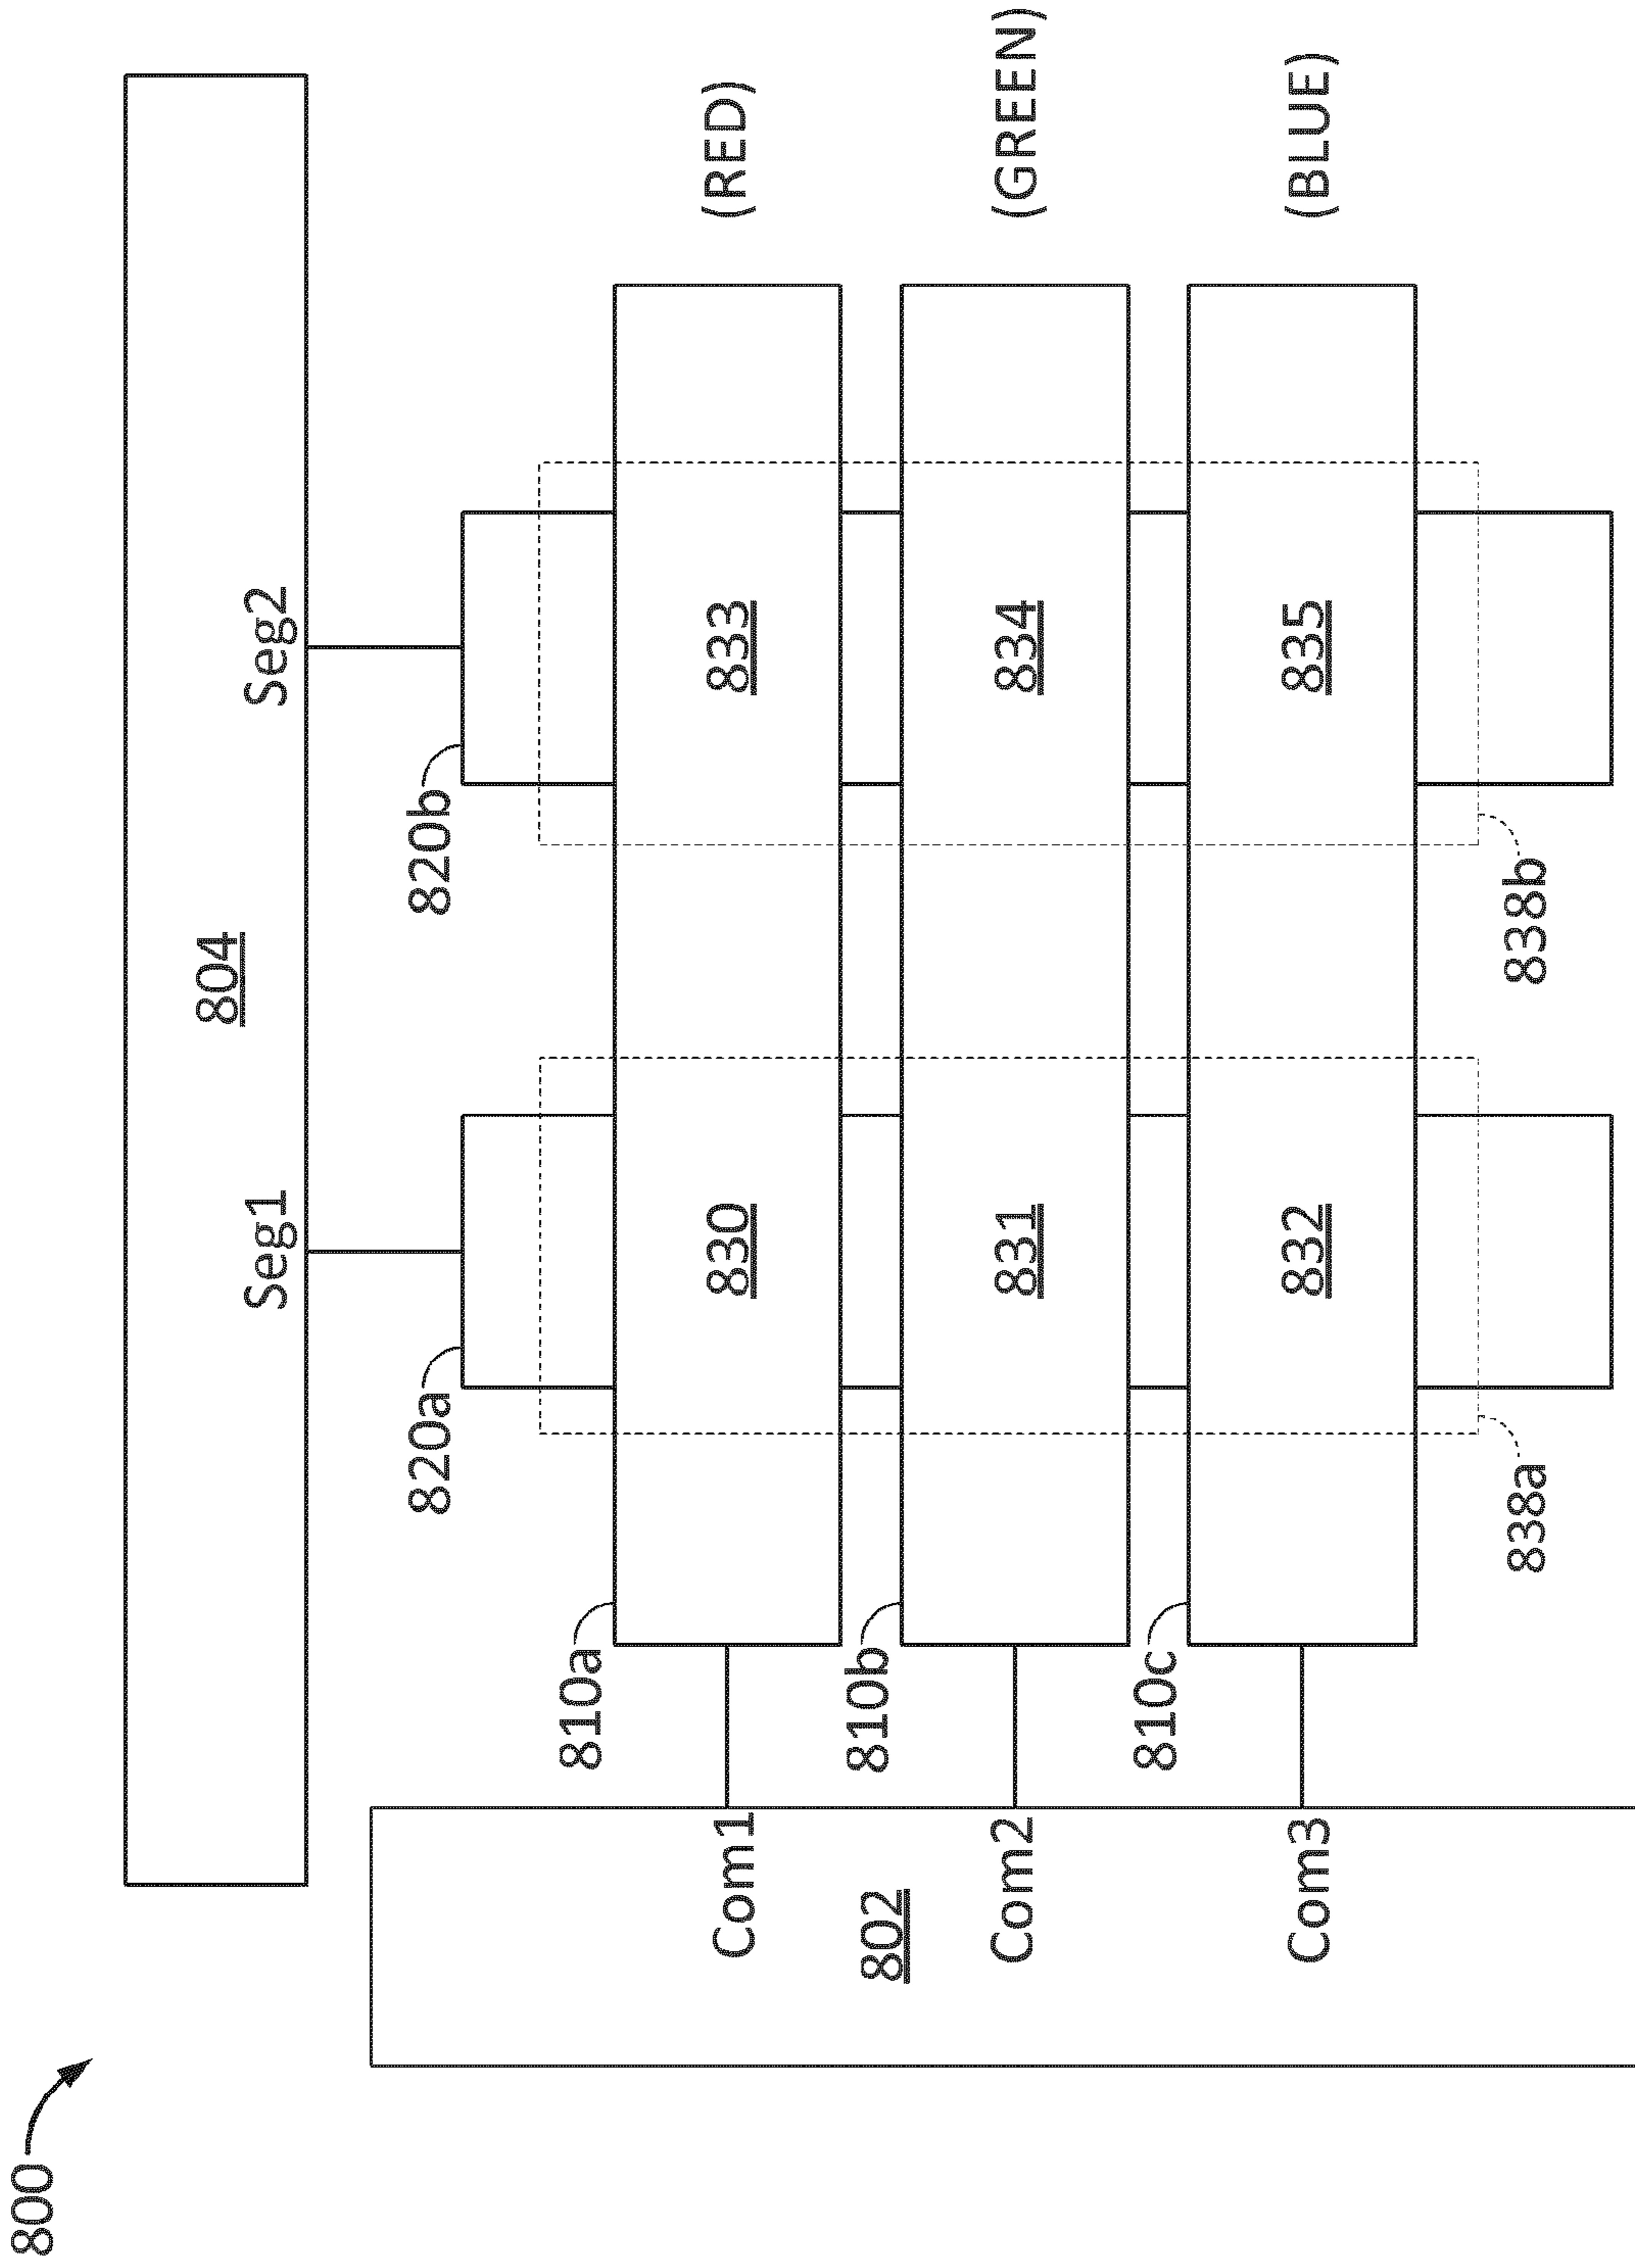 800
804
Seg1
Seg2
820a
820b
810a
Com1
830
833
(RED)
802
810b
Com2
831
834
(GREEN)
810c
Com3
832
835
(BLUE)
838a
838b